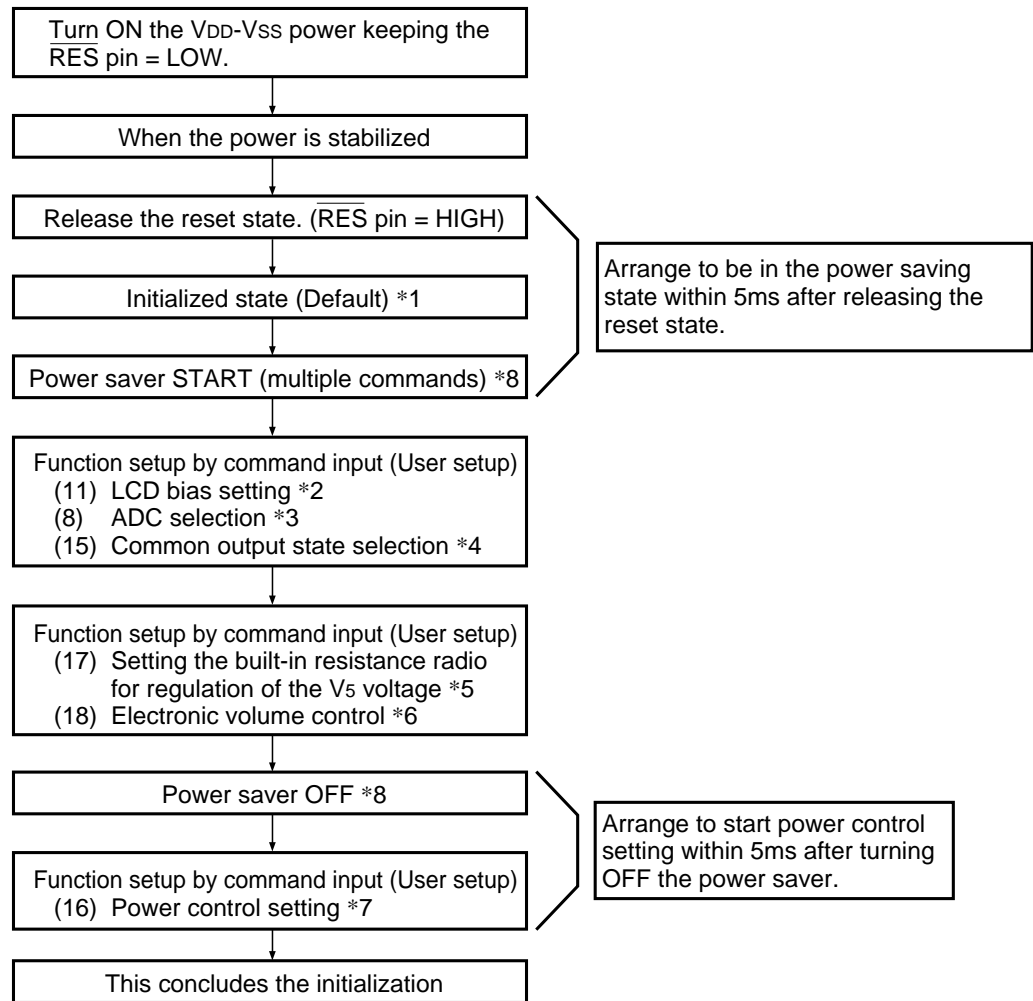 Turn ON the VDD-VSS power keeping the
RES pin = LOW.
When the power is stabilized
Release the reset state. (RES pin = HIGH)
Initialized state (Default) *1
Power saver START (multiple commands) *8
Arrange to be in the power saving
state within 5ms after releasing the
reset state.
Function setup by command input (User setup)
(11) LCD bias setting *2
(8) ADC selection *3
(15) Common output state selection *4
Function setup by command input (User setup)
(17) Setting the built-in resistance radio
for regulation of the V5 voltage *5
(18) Electronic volume control *6
Power saver OFF *8
Function setup by command input (User setup)
(16) Power control setting *7
Arrange to start power control
setting within 5ms after turning
OFF the power saver.
This concludes the initialization